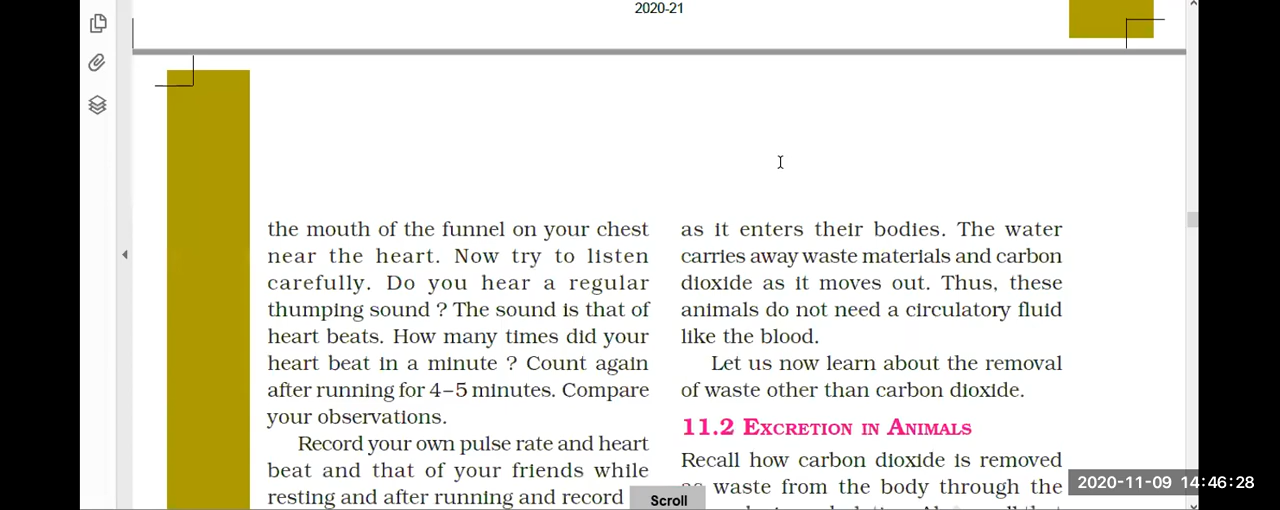 2020-21
the mouth of the funnel on your chest
near the heart. Now try to listen
carefully. Do you hear a regular
thumping sound ? The sound is that of
heart beats. How many times did your
heart beat in a minute ? Count again
after running for 4–5 minutes. Compare
your observations.
Record your own pulse rate and heart
beat and that of your friends while
resting and after running and record
as it enters their bodies. The water
carries away waste materials and carbon
dioxide as it moves out. Thus, these
animals do not need a circulatory fluid
like the blood.
Let us now learn about the removal
of waste other than carbon dioxide.
11.2 EXCRETION IN ANIMALS
Recall how carbon dioxide is removed
as waste from the body through the
Scroll
2020-11-09 14:46:28